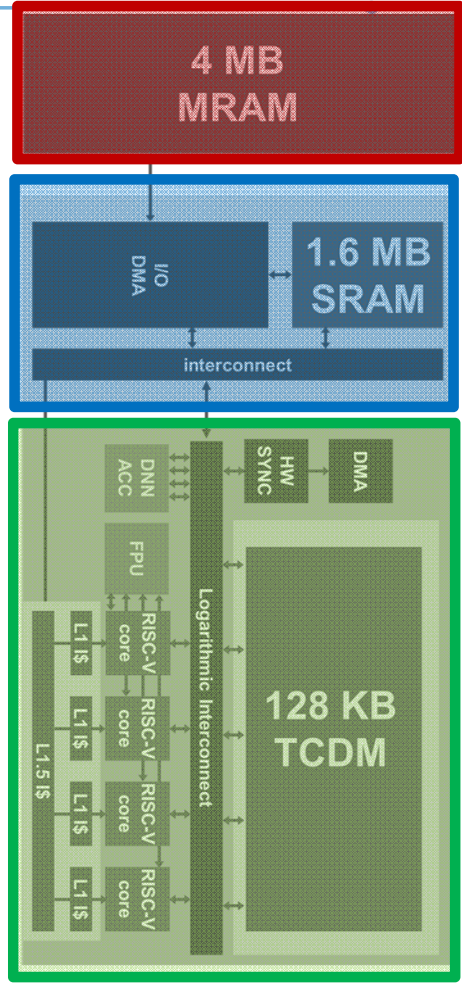 4 MB
MRAM
I/O
DMA
1.6 MB
SRAM
interconnect
DNN
ACC
HW
SYNC
DMA
FPU
Logarithmic Interconnect
128 KB
TCDM
L1.5 I$
L1 I$
RISC-V
core
L1 I$
RISC-V
core
L1 I$
RISC-V
core
L1 I$
RISC-V
core